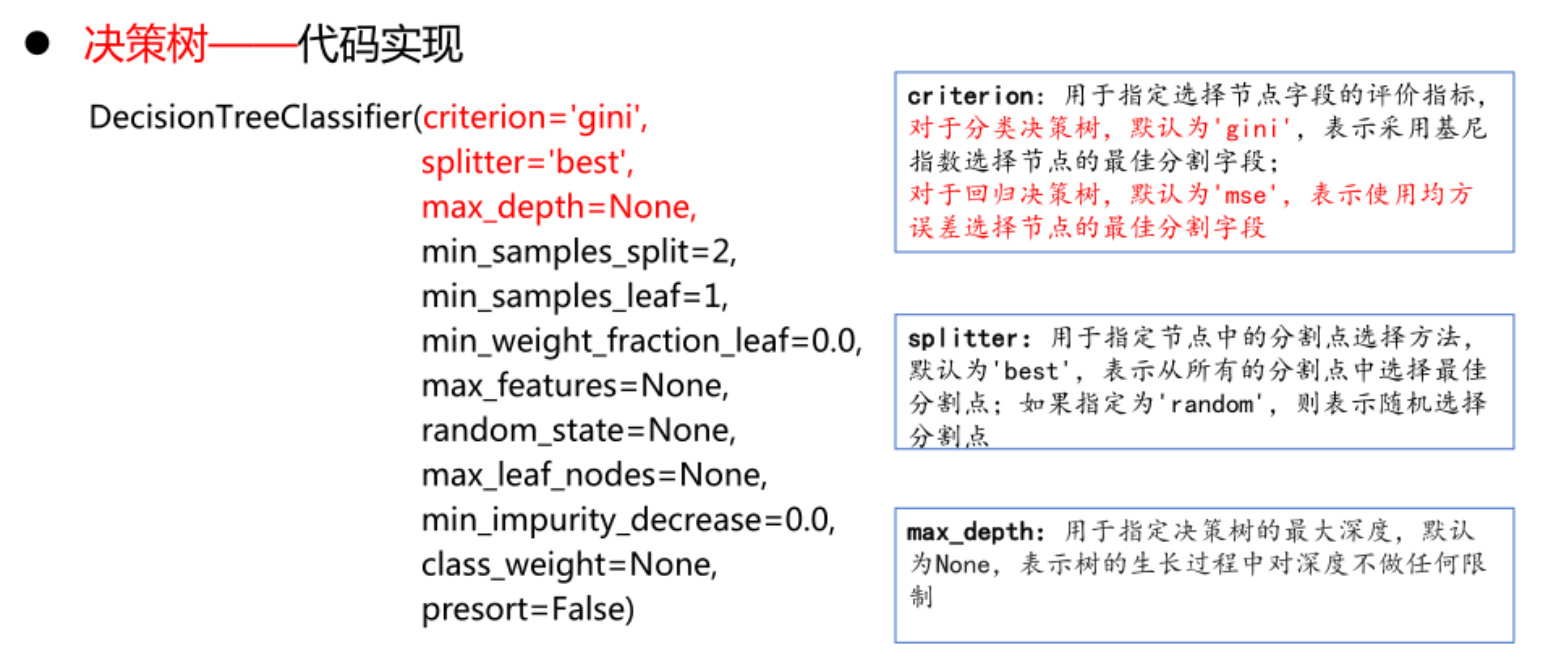 ● 决策树——代码实现
DecisionTreeClassifier(criterion='gini',
splitter='best',
max_depth=None,
min_samples_split=2,
min_samples_leaf=1,
min_weight_fraction_leaf=0.0,
max_features=None,
random_state=None,
max_leaf_nodes=None,
min_impurity_decrease=0.0,
class_weight=None,
presort=False)
criterion: 用于指定选择节点字段的评价指标,
对于分类决策树, 默认为'gini', 表示采用基尼
指数选择节点的最佳分割字段;
对于回归决策树, 默认为'mse', 表示使用均方
误差选择节点的最佳分割字段
splitter: 用于指定节点中的分割点选择方法,
默认为'best', 表示从所有的分割点中选择最佳
分割点; 如果指定为'random', 则表示随机选择
分割点
max_depth: 用于指定决策树的最大深度, 默认
为None, 表示树的生长过程中对深度不做任何限
制